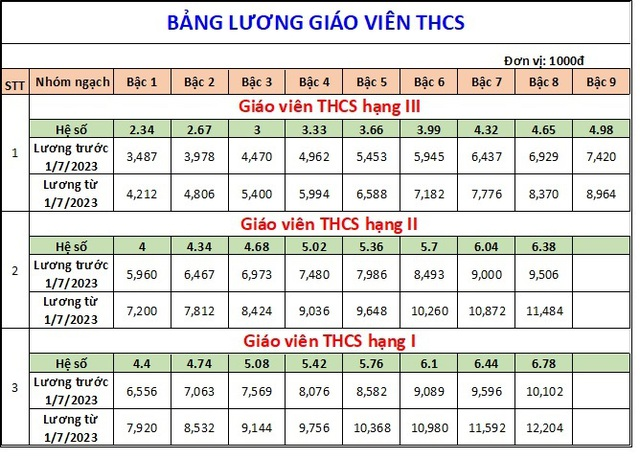 BẢNG LƯƠNG GIÁO VIÊN THCS
Đơn vị: 1000đ
STT Nhóm ngạch Bậc 1 Bậc 2 Bậc 3 Bậc 4 Bậc 5 Bậc 6 Bậc 7 Bậc 8 Bậc 9
1
Giáo viên THCS hạng III
Hệ số 2.34 2.67 3 3.33 3.66 3.99 4.32 4.65 4.98
Lương trước
1/7/2023 3,487 3,978 4,470 4,962 5,453 5,945 6,437 6,929 7,420
Lương từ
1/7/2023 4,212 4,806 5,400 5,994 6,588 7,182 7,776 8,370 8,964
2
Giáo viên THCS hạng II
Hệ số 4 4.34 4.68 5.02 5.36 5.7 6.04 6.38
Lương trước
1/7/2023 5,960 6,467 6,973 7,480 7,986 8,493 9,000 9,506
Lương từ
1/7/2023 7,200 7,812 8,424 9,036 9,648 10,260 10,872 11,484
3
Giáo viên THCS hạng I
Hệ số 4.4 4.74 5.08 5.42 5.76 6.1 6.44 6.78
Lương trước
1/7/2023 6,556 7,063 7,569 8,076 8,582 9,089 9,596 10,102
Lương từ
1/7/2023 7,920 8,532 9,144 9,756 10,368 10,980 11,592 12,204